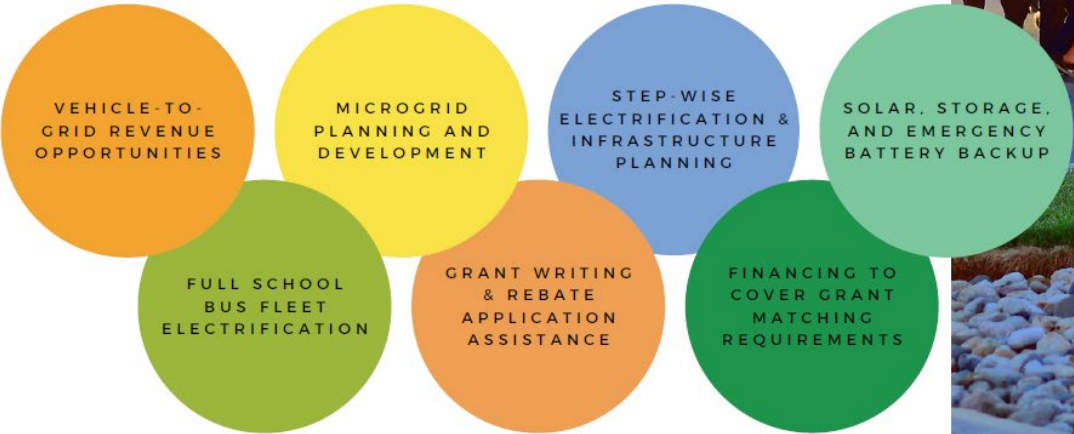 VEHICLE-TO-
GRID REVENUE
OPPORTUNITIES
MICROGRID
PLANNING AND
DEVELOPMENT
STEP-WISE
ELECTRIFICATION &
INFRASTRUCTURE
PLANNING
SOLAR, STORAGE,
AND EMERGENCY
BATTERY BACKUP
FULL SCHOOL
BUS FLEET
ELECTRIFICATION
GRANT WRITING
& REBATE
APPLICATION
ASSISTANCE
FINANCING TO
COVER GRANT
MATCHING
REQUIREMENTS